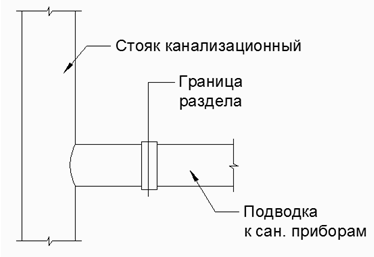 Стояк канализационный
Граница
раздела
Подводка
к сан. приборам